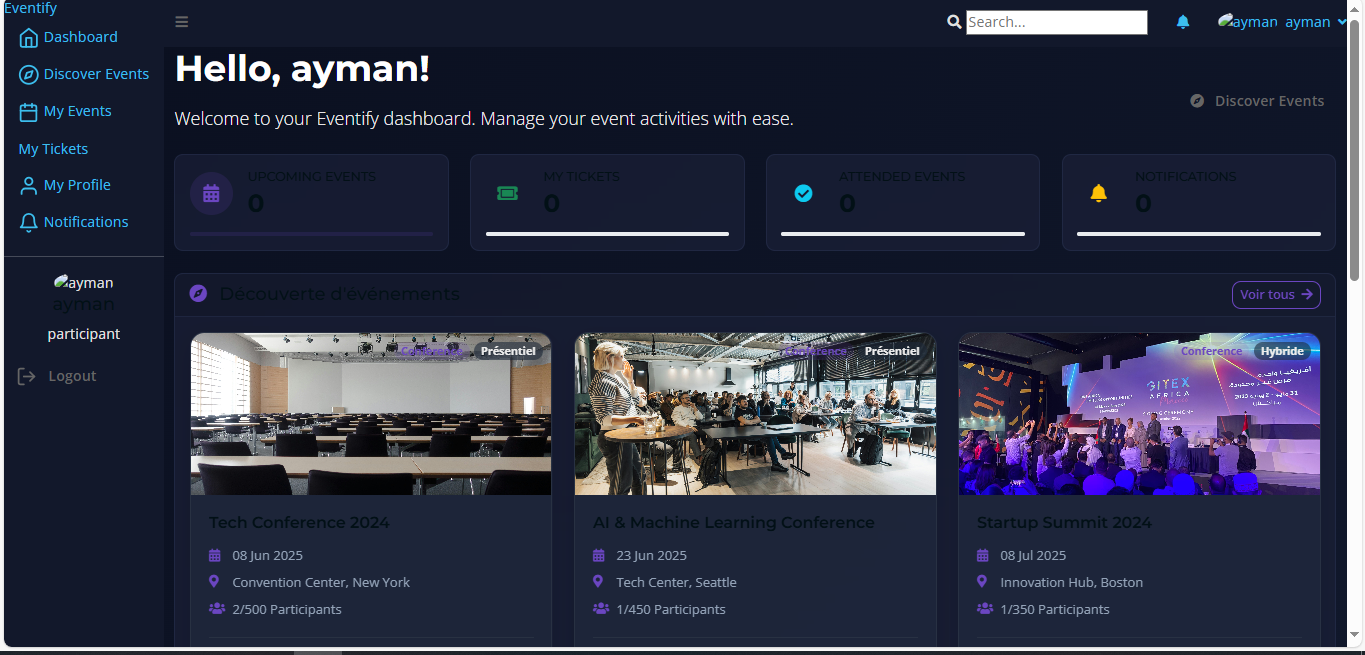 Eventify
Dashboard
Discover Events
My Events
My Tickets
My Profile
Notifications
ayman
ayman
participant
Logout
Search...
ayman ayman
Hello, ayman!
Welcome to your Eventify dashboard. Manage your event activities with ease.
Discover Events
UPCOMING EVENTS
0
MY TICKETS
0
ATTENDED EVENTS
0
NOTIFICATIONS
0
Découverte d'événements
Voir tous
Conference Présentiel
Tech Conference 2024
08 Jun 2025
Convention Center, New York
2/500 Participants
Conference Présentiel
AI & Machine Learning Conference
23 Jun 2025
Tech Center, Seattle
1/450 Participants
Conference Hybride
GITEX
AFRICA
Startup Summit 2024
08 Jul 2025
Innovation Hub, Boston
1/350 Participants